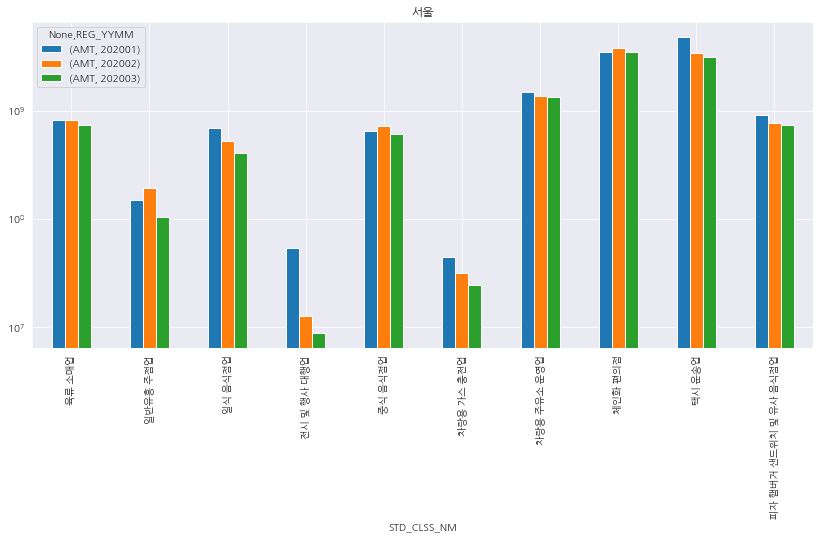 서울
None,REG_YYMM
(AMT, 202001)
(AMT, 202002)
(AMT, 202003)
10⁹
10⁸
10⁷
육류 소매업
일반유흥 주점업
일식 음식점업
전시 및 행사 대행업
중식 음식점업
차량용 가스 충전업
차량용 주유소 운영업
체인화 편의점
택시 운송업
피자 햄버거 샌드위치 및 유사 음식점업
STD_CLSS_NM